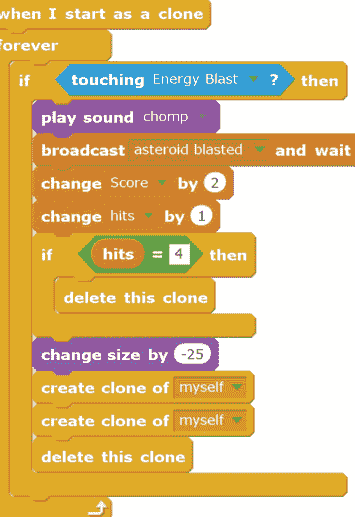 when I start as a clone
forever
if touching Energy Blast ? then
play sound chomp
broadcast asteroid blasted and wait
change Score by 2
change hits by 1
if hits = 4 then
delete this clone
change size by -25
create clone of myself
create clone of myself
delete this clone